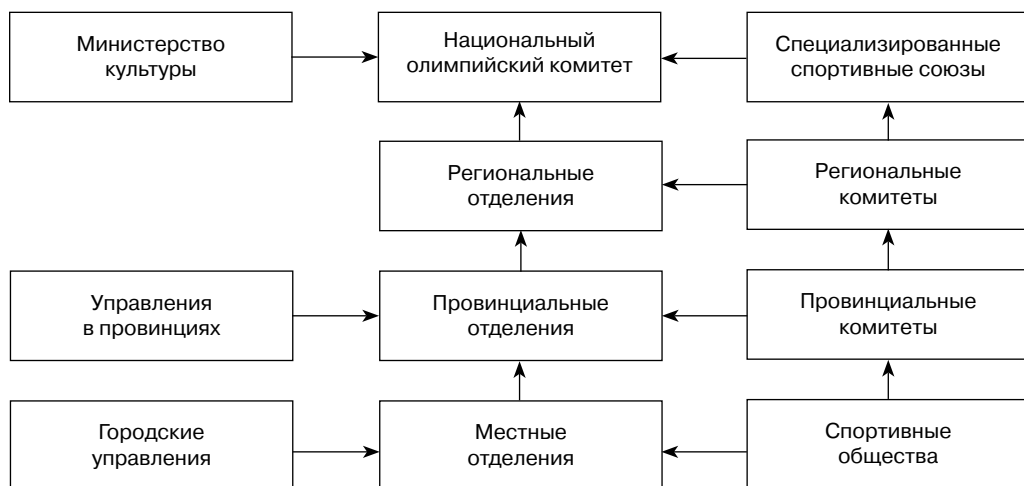 Министерство
культуры
Национальный
олимпийский комитет
Специализированные
спортивные союзы
Региональные
отделения
Региональные
комитеты
Управления
в провинциях
Провинциальные
отделения
Провинциальные
комитеты
Городские
управления
Местные
отделения
Спортивные
общества